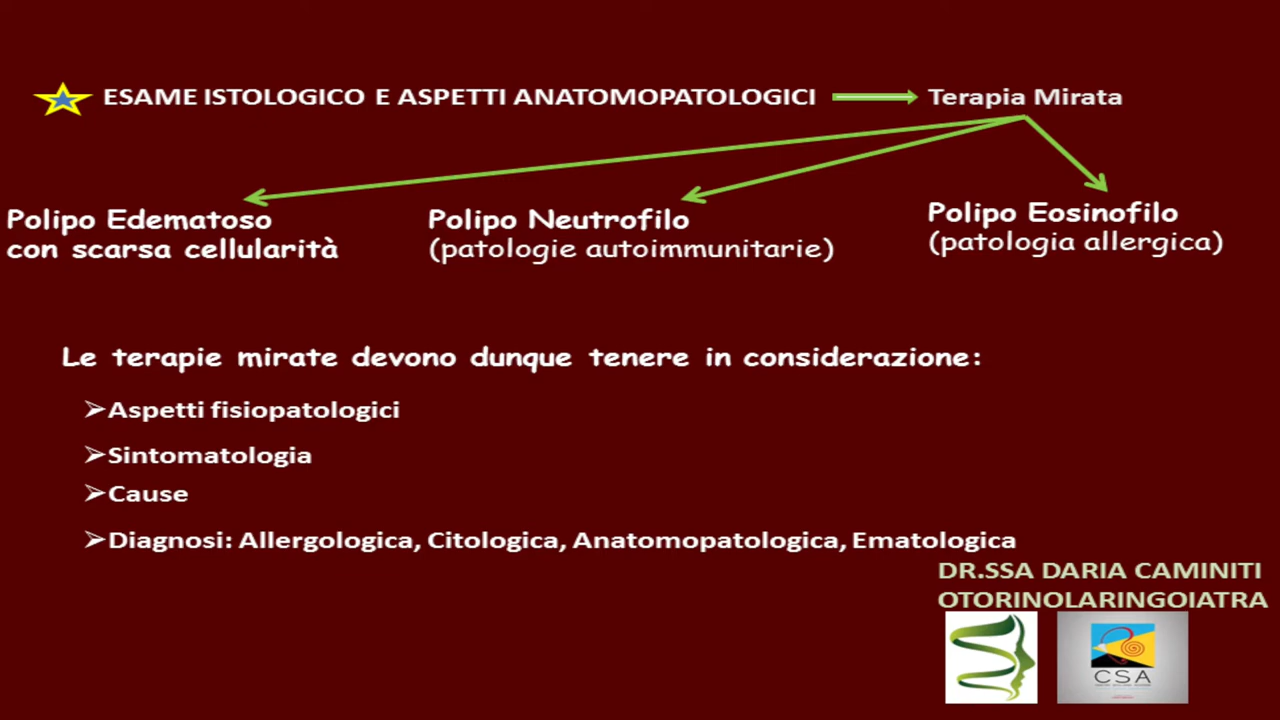 ESAME ISTOLOGICO E ASPETTI ANATOMOPATOLOGICI
Terapia Mirata
Polipo Edematoso
con scarsa cellularità
Polipo Neutrofilo
(patologie autoimmunitarie)
Polipo Eosinofilo
(patologia allergica)
Le terapie mirate devono dunque tenere in considerazione:
Aspetti fisiopatologici
Sintomatologia
Cause
Diagnosi: Allergologica, Citologica, Anatomopatologica, Ematologica
DR.SSA DARIA CAMINITI
OTORINOLARINGOIATRA
CSA